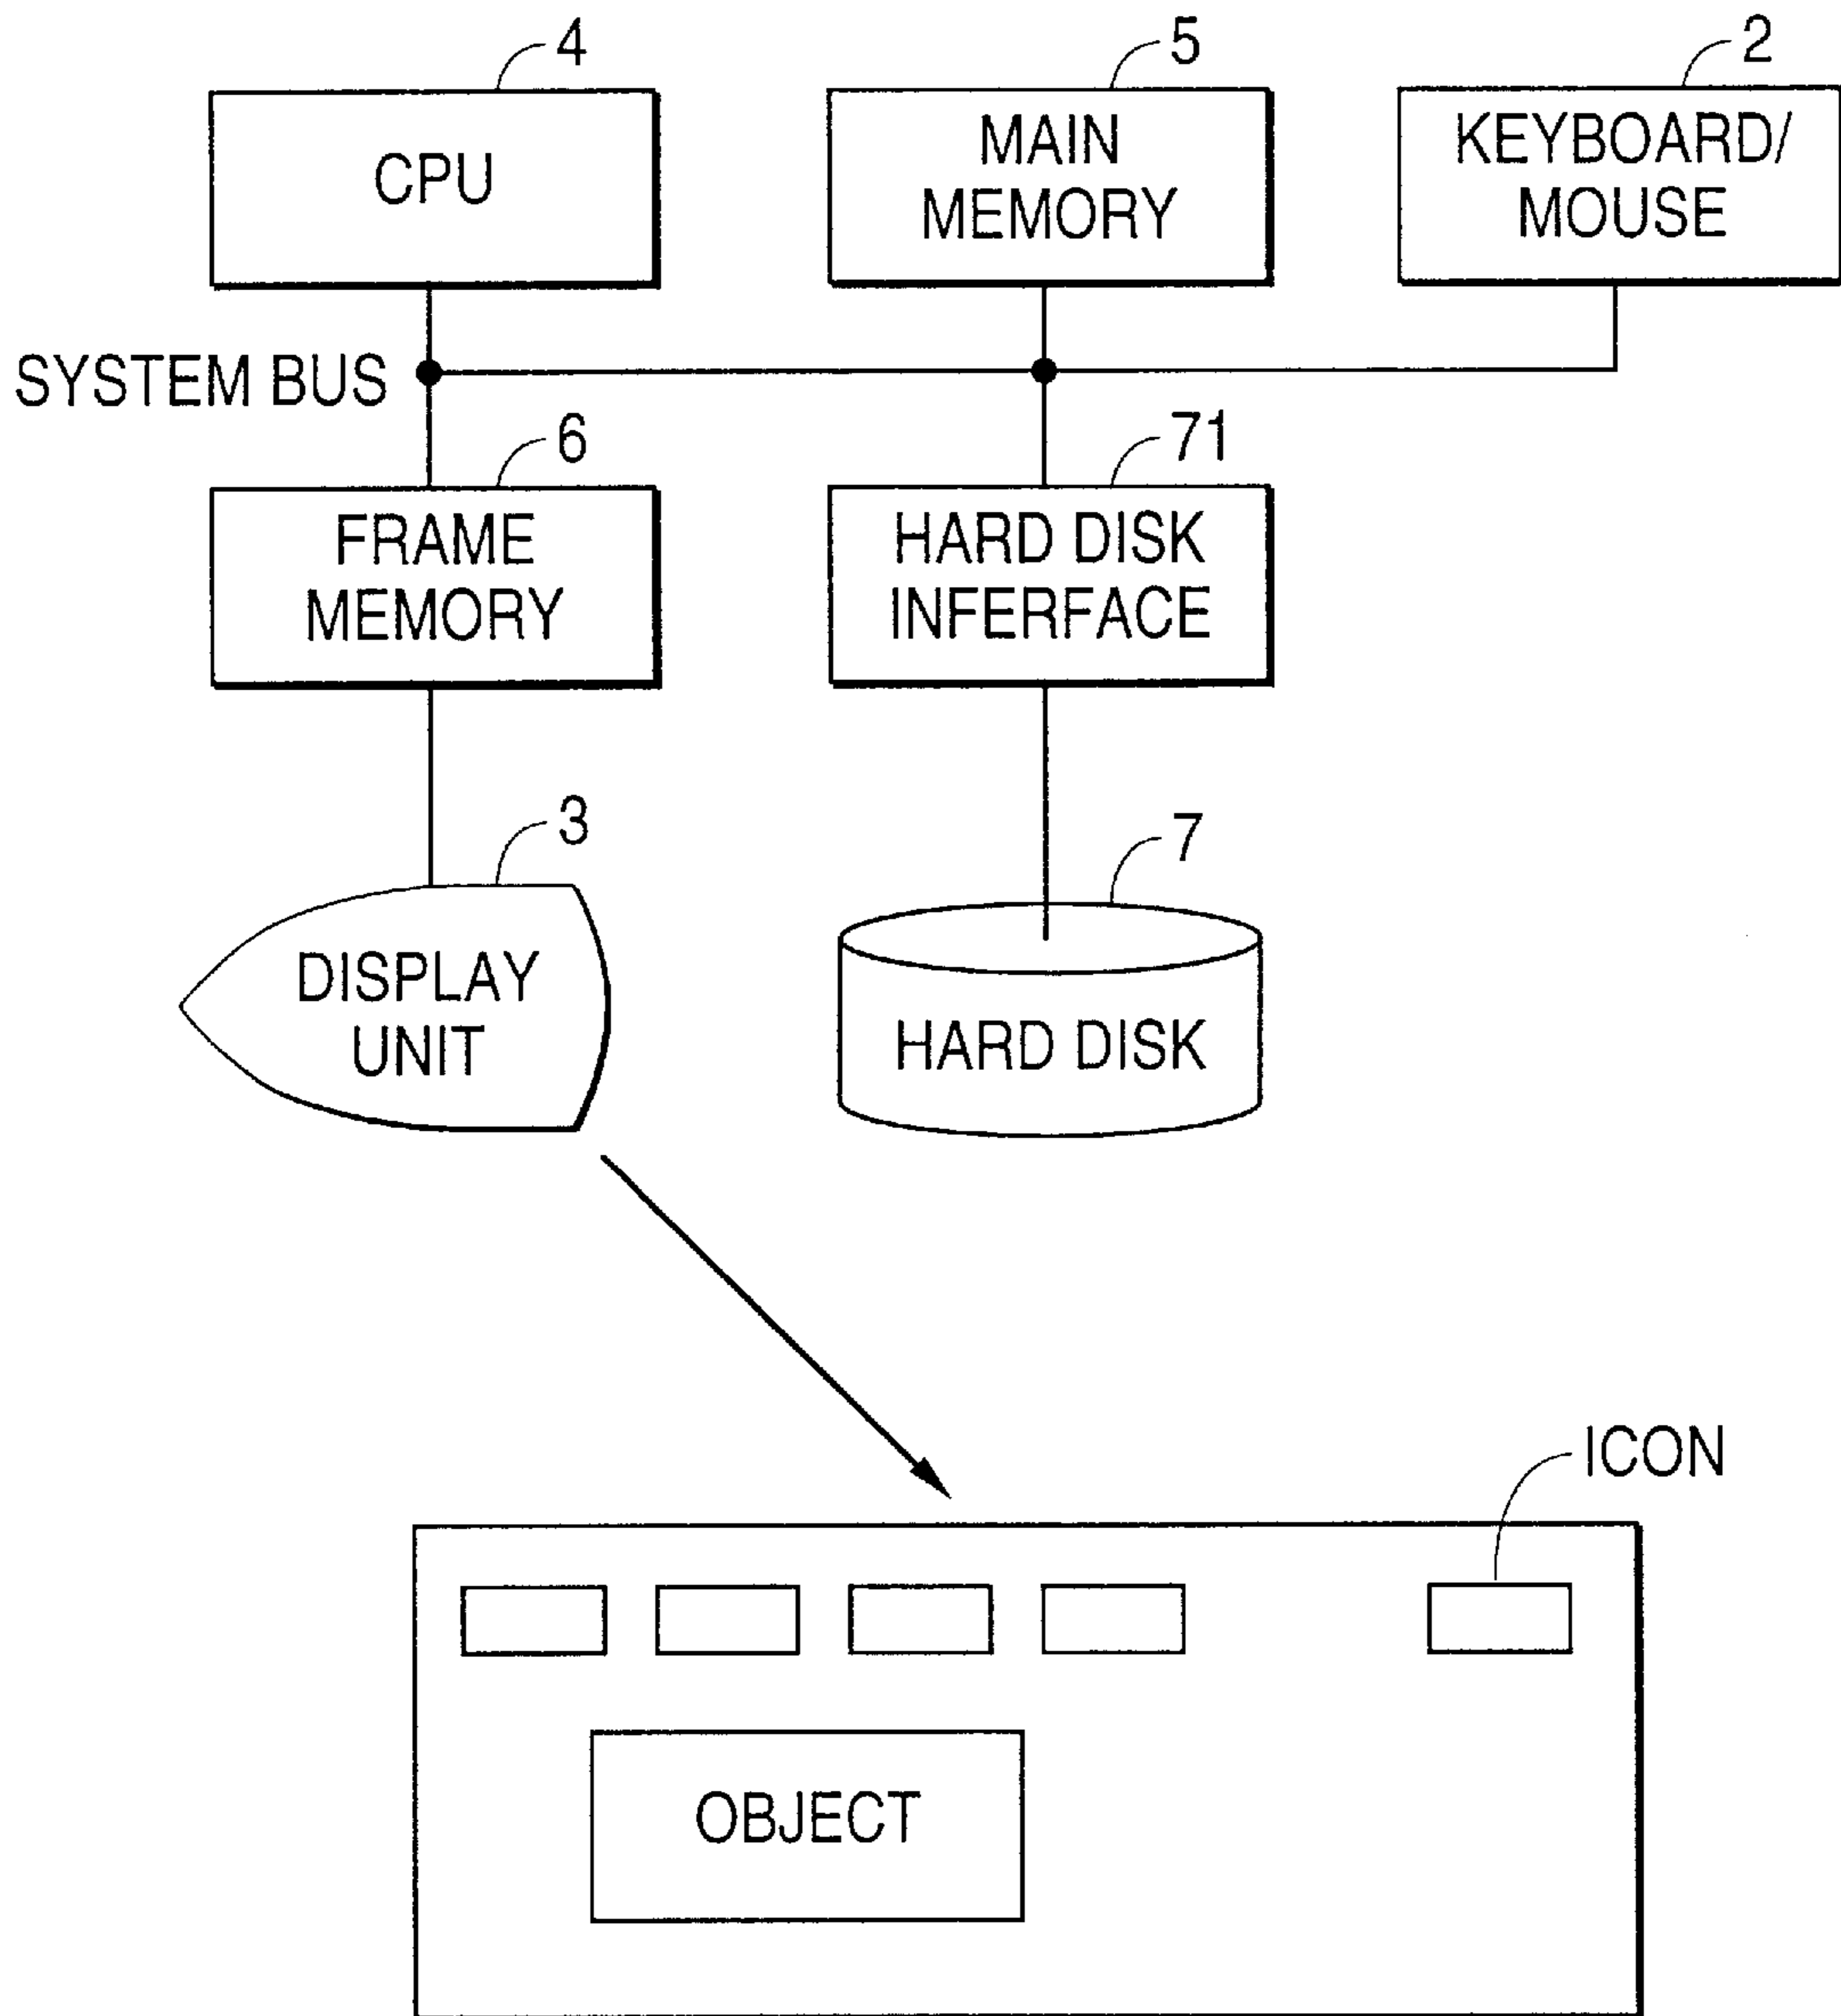 4
5
2
CPU
MAIN
MEMORY
KEYBOARD/
MOUSE
SYSTEM BUS
6
71
FRAME
MEMORY
HARD DISK
INFERFACE
3
7
DISPLAY
UNIT
HARD DISK
ICON
OBJECT